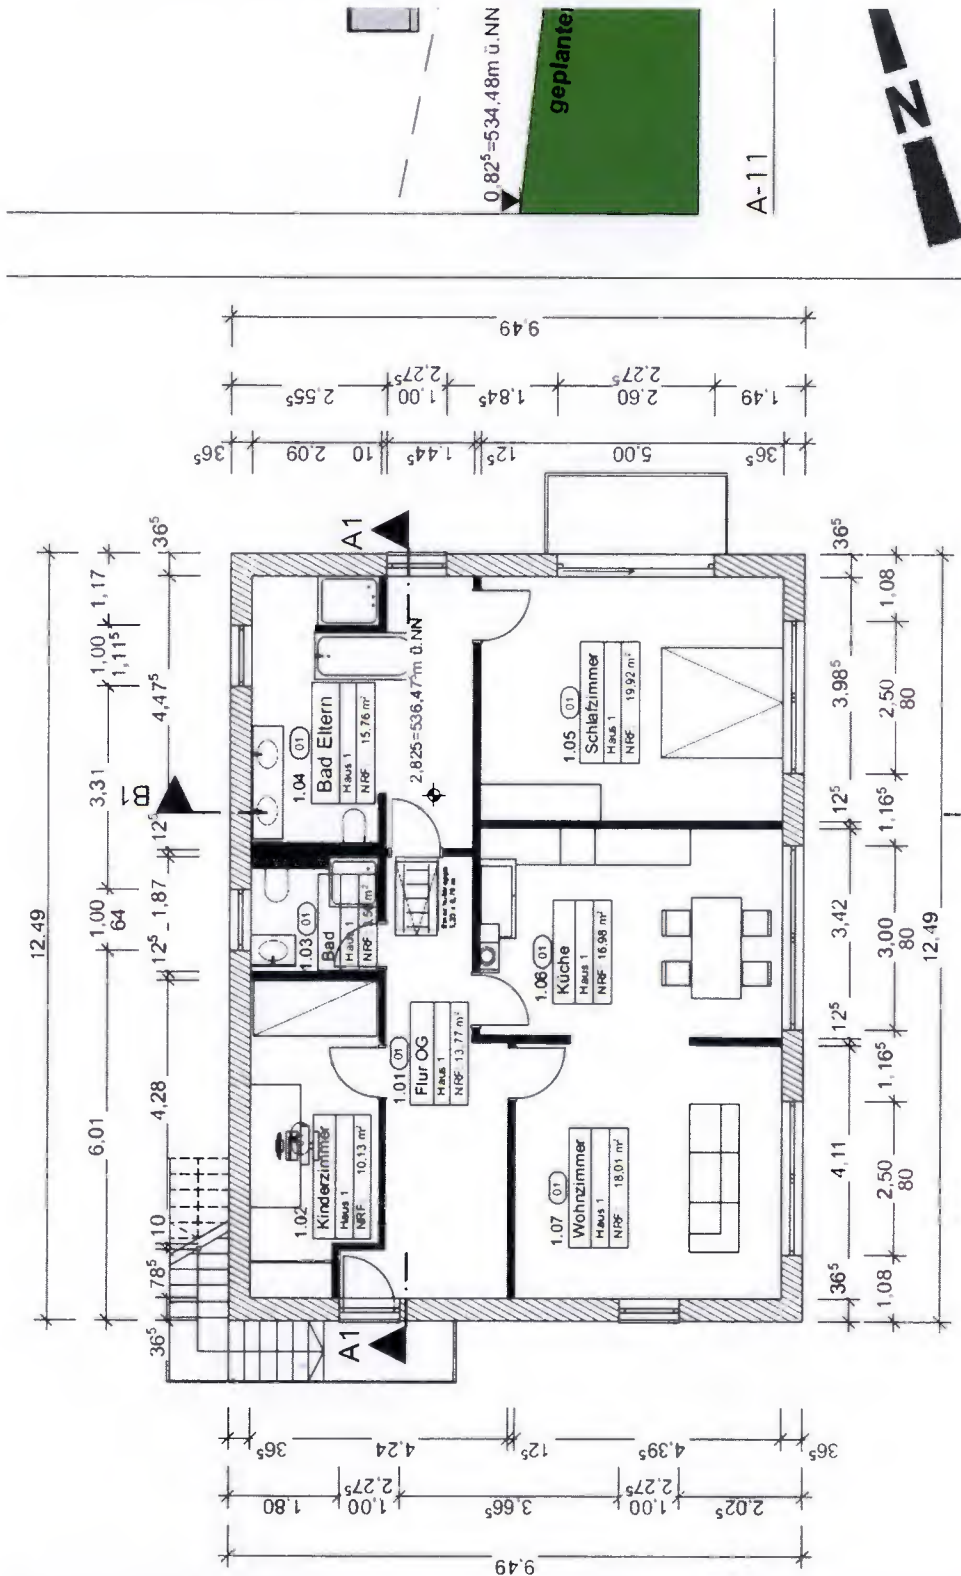 0,82⁵=534,48m ü.NN
geplanter
A-11
N
9,49
2,55⁵
1,00
2,27⁵
1,84⁵
2,60
2,27⁵
1,49
36⁵
2,09
10
1,44⁵
12⁵
5,00
36⁵
12,49
1,17
1,00
1,11⁵
3,31
1,00
64
6,01
36⁵
4,47⁵
12⁵
1,87
12⁵
4,28
10
78⁵
36⁵
B1
A1
A1
1.04 01
Bad Eltern
Haus 1
NRF 15,76 m²
2,825=536,47⁵m ü.NN
1.05 01
Schlafzimmer
Haus 1
NRF 19,92 m²
1.03 01
Bad
Haus 1
NRF
1.06 01
Küche
Haus 1
NRF 16,98 m²
1.01 01
Flur OG
Haus 1
NRF 13,77 m²
1.02
Kinderzimmer
Haus 1
NRF 10,13 m²
1.07 01
Wohnzimmer
Haus 1
NRF 18,01 m²
36⁵
3,98⁵
12⁵
3,42
12⁵
4,11
36⁵
1,08
2,50
80
1,16⁵
3,00
80
1,16⁵
2,50
80
1,08
12,49
36⁵
4,24
12⁵
4,39⁵
36⁵
1,80
1,00
2,27⁵
3,66⁵
1,00
2,27⁵
2,02⁵
9,49